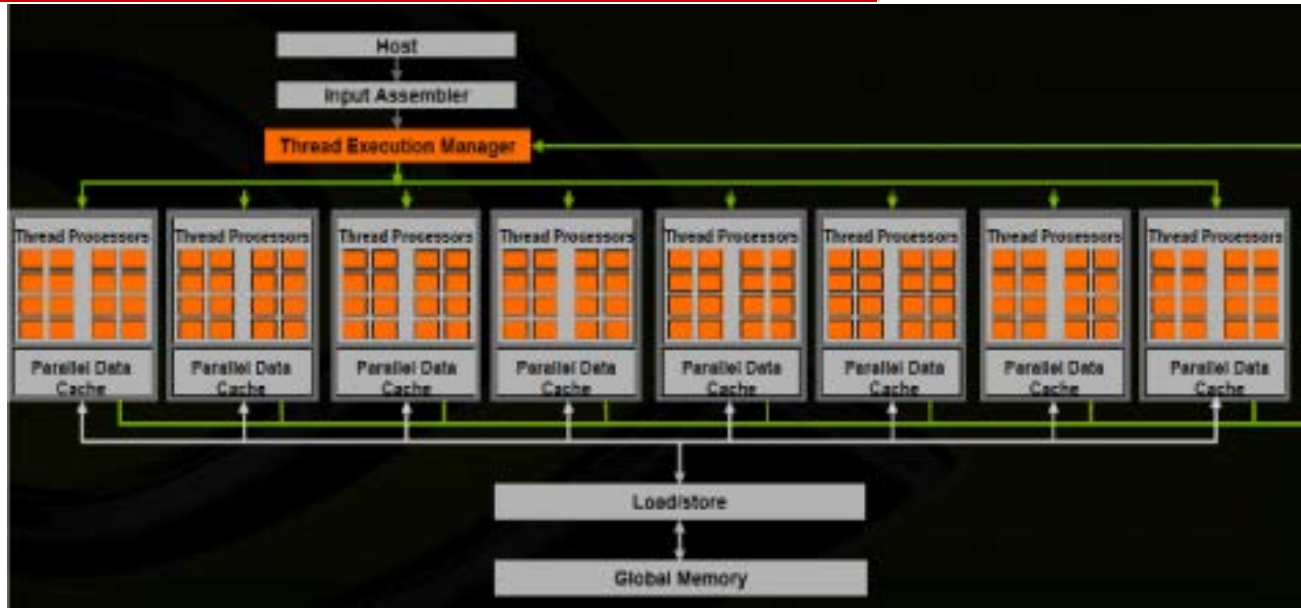 Host
Input Assembler
Thread Execution Manager
Thread Processors
Thread Processors
Thread Processors
Thread Processors
Thread Processors
Thread Processors
Thread Processors
Thread Processors
Parallel Data
Cache
Parallel Data
Cache
Parallel Data
Cache
Parallel Data
Cache
Parallel Data
Cache
Parallel Data
Cache
Parallel Data
Cache
Parallel Data
Cache
Load/store
Global Memory